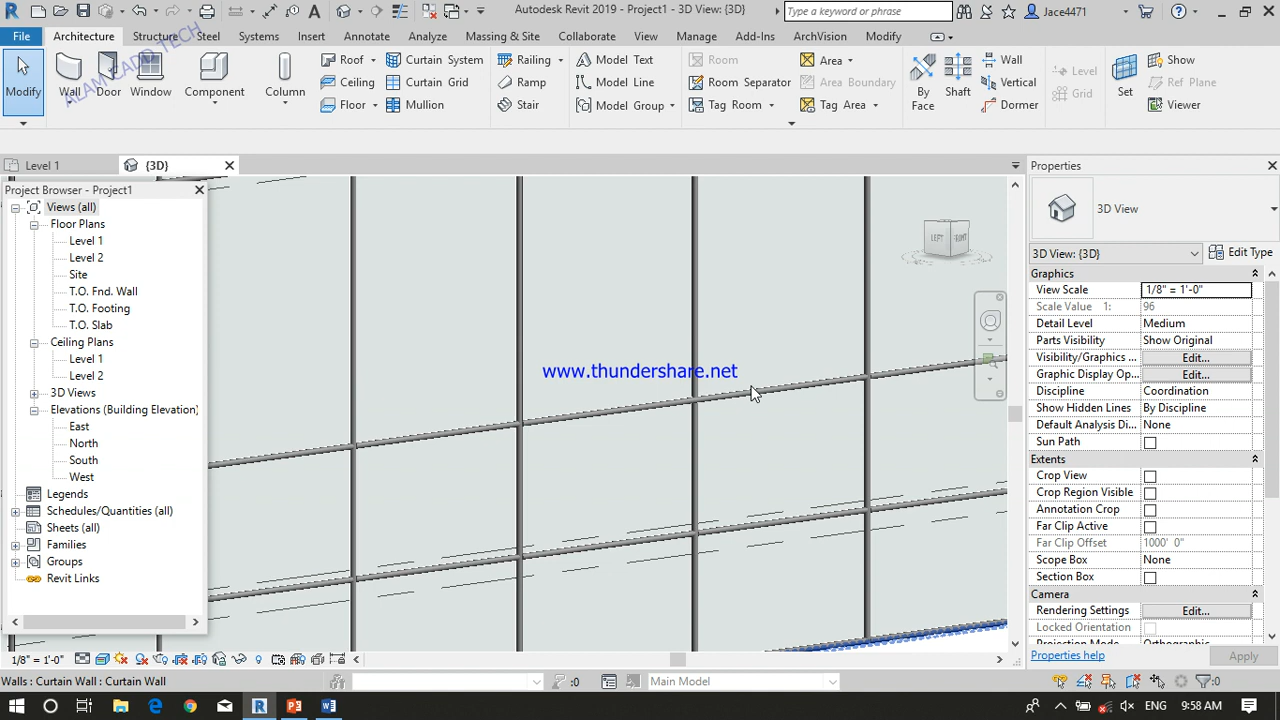 Autodesk Revit 2019 - Project1 - 3D View: {3D}
Type a keyword or phrase
Jace4471
File
Architecture
Structure
Steel
Systems
Insert
Annotate
Analyze
Massing & Site
Collaborate
View
Manage
Add-Ins
ArchVision
Modify
ALAM CADD TECH
Modify
Wall
Door
Window
Component
Column
Roof
Ceiling
Floor
Curtain System
Curtain Grid
Mullion
Railing
Ramp
Stair
Model Text
Model Line
Model Group
Room
Room Separator
Tag Room
Area
Area Boundary
Tag Area
By Face
Shaft
Wall
Vertical
Dormer
Level
Grid
Set
Show
Ref Plane
Viewer
Level 1
{3D}
Project Browser - Project1
Views (all)
Floor Plans
Level 1
Level 2
Site
T.O. Fnd. Wall
T.O. Footing
T.O. Slab
Ceiling Plans
Level 1
Level 2
3D Views
Elevations (Building Elevation)
East
North
South
West
Legends
Schedules/Quantities (all)
Sheets (all)
Families
Groups
Revit Links
www.thundershare.net
LEFT
FRONT
Properties
3D View
3D View: {3D}
Edit Type
Graphics
View Scale 1/8" = 1'-0"
Scale Value 1: 96
Detail Level Medium
Parts Visibility Show Original
Visibility/Graphics ... Edit...
Graphic Display Op... Edit...
Discipline Coordination
Show Hidden Lines By Discipline
Default Analysis Di... None
Sun Path
Extents
Crop View
Crop Region Visible
Annotation Crop
Far Clip Active
Far Clip Offset 1000' 0"
Scope Box None
Section Box
Camera
Rendering Settings Edit...
Locked Orientation
Projection Mode Orthographic
Properties help
Apply
1/8" = 1'-0"
Walls : Curtain Wall : Curtain Wall
:0
Main Model
:0
ENG
9:58 AM